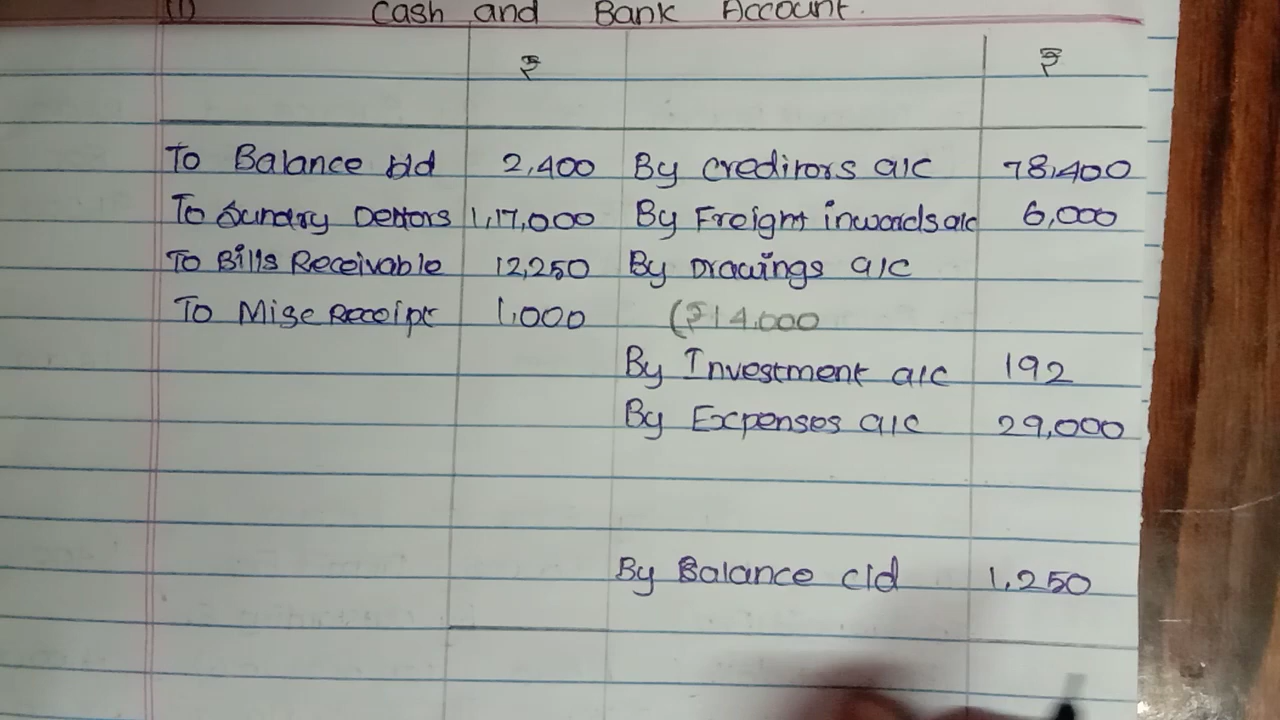 (1) Cash and Bank Account.
₹ ₹
To Balance b/d 2,400 By Creditors a/c 78,400
To Sundry Debtors 1,17,000 By Freight inwards a/c 6,000
To Bills Receivable 12,250 By Drawings a/c
To Misc Receipt 1,000 (₹14,000
By Investment a/c 192
By Expenses a/c 29,000
By Balance c/d 1,250